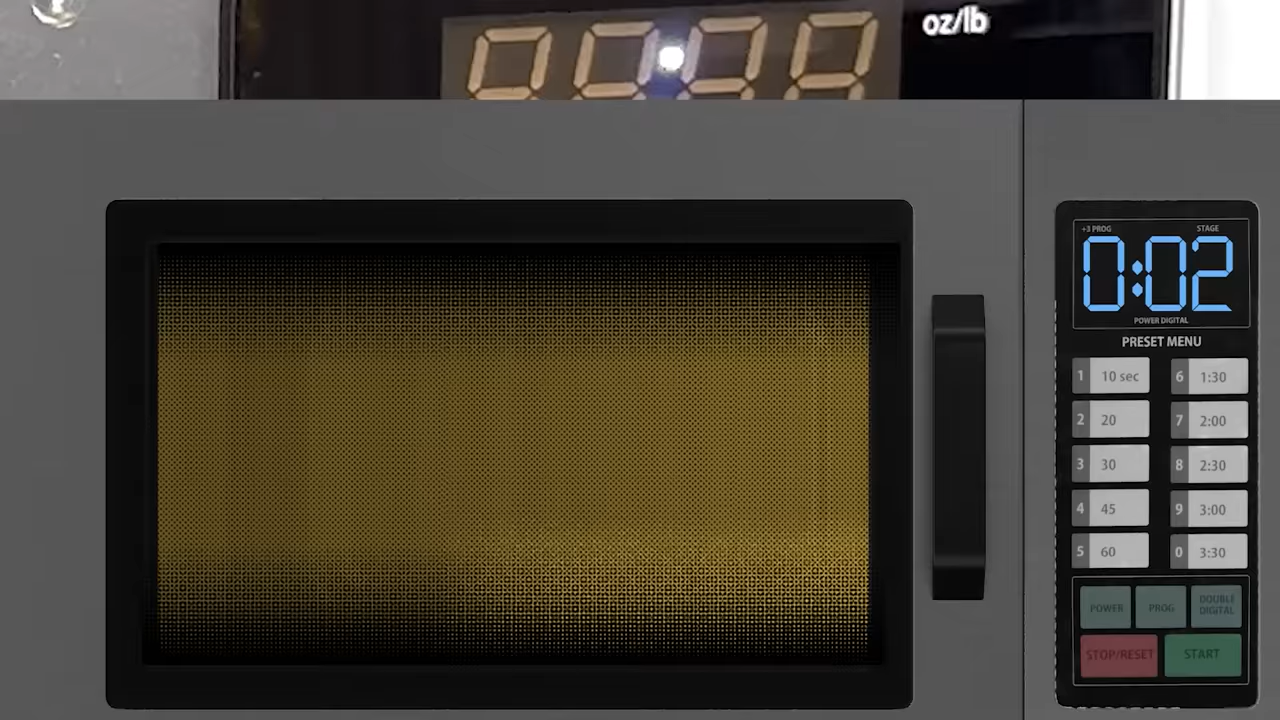 oz/lb
+3 PROG STAGE
0:02
POWER DIGITAL
PRESET MENU
1 10 sec 6 1:30
2 20 7 2:00
3 30 8 2:30
4 45 9 3:00
5 60 0 3:30
POWER PROG DOUBLE DIGITAL
STOP/RESET START